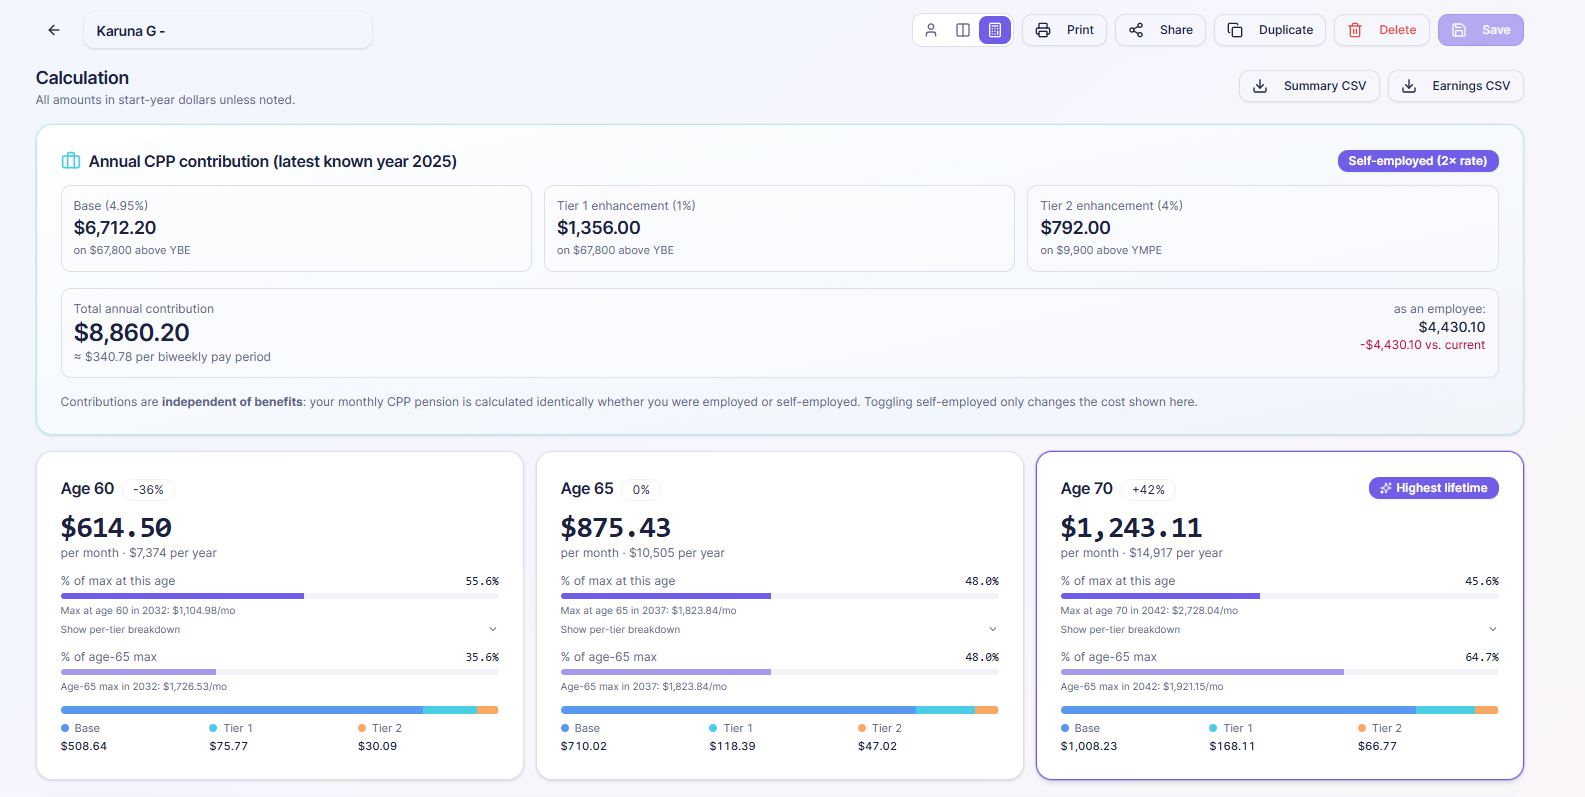 Karuna G -
Print
Share
Duplicate
Delete
Save
Calculation
All amounts in start-year dollars unless noted.
Summary CSV
Earnings CSV
Annual CPP contribution (latest known year 2025)
Self-employed (2× rate)
Base (4.95%)
$6,712.20
on $67,800 above YBE
Tier 1 enhancement (1%)
$1,356.00
on $67,800 above YBE
Tier 2 enhancement (4%)
$792.00
on $9,900 above YMPE
Total annual contribution
$8,860.20
≈ $340.78 per biweekly pay period
as an employee:
$4,430.10
-$4,430.10 vs. current
Contributions are independent of benefits: your monthly CPP pension is calculated identically whether you were employed or self-employed. Toggling self-employed only changes the cost shown here.
Age 60 -36%
$614.50
per month · $7,374 per year
% of max at this age 55.6%
Max at age 60 in 2032: $1,104.98/mo
Show per-tier breakdown
% of age-65 max 35.6%
Age-65 max in 2032: $1,726.53/mo
Base Tier 1 Tier 2
$508.64 $75.77 $30.09
Age 65 0%
$875.43
per month · $10,505 per year
% of max at this age 48.0%
Max at age 65 in 2037: $1,823.84/mo
Show per-tier breakdown
% of age-65 max 48.0%
Age-65 max in 2037: $1,823.84/mo
Base Tier 1 Tier 2
$710.02 $118.39 $47.02
Age 70 +42% Highest lifetime
$1,243.11
per month · $14,917 per year
% of max at this age 45.6%
Max at age 70 in 2042: $2,728.04/mo
Show per-tier breakdown
% of age-65 max 64.7%
Age-65 max in 2042: $1,921.15/mo
Base Tier 1 Tier 2
$1,008.23 $168.11 $66.77